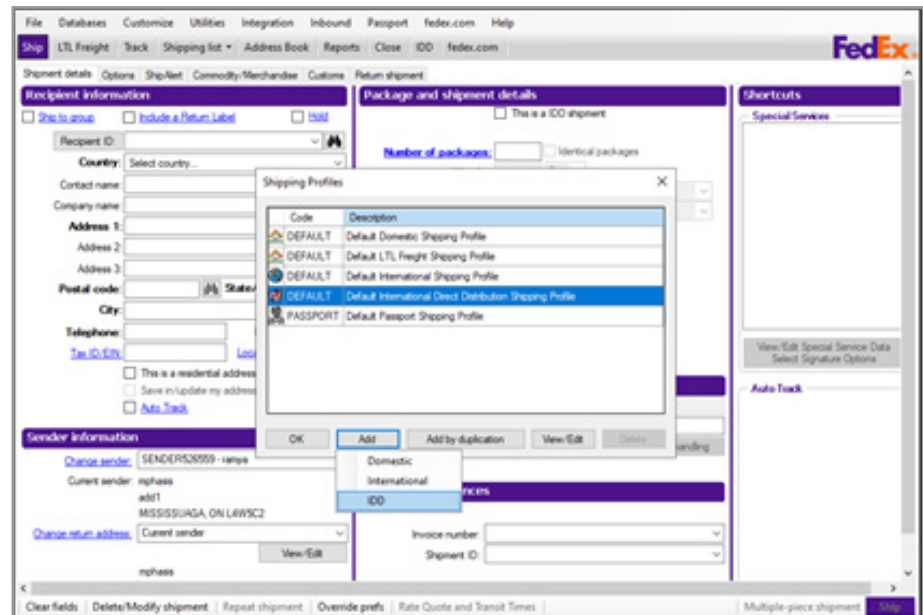 File Databases Customize Utilities Integration Inbound Passport fedex.com Help
Ship LTL Freight Track Shipping list Address Book Reports Close IDD fedex.com
FedEx
Shipment details Options ShipAlert Commodity/Merchandise Customs Return shipment
Recipient information
Ship to group Include a Return Label Hold
Recipient ID:
Country: Select country...
Contact name:
Company name:
Address 1:
Address 2:
Address 3:
Postal code: State/
City:
Telephone:
Tax ID/EIN: Loca
This is a residential address
Save in/update my address
Auto Track
Package and shipment details
This is a IDD shipment
Number of packages: Identical packages
Shortcuts
Special Services
View/Edit Special Service Data
Select Signature Options
Auto Track
Shipping Profiles
Code Description
DEFAULT Default Domestic Shipping Profile
DEFAULT Default LTL Freight Shipping Profile
DEFAULT Default International Shipping Profile
DEFAULT Default International Direct Distribution Shipping Profile
PASSPORT Default Passport Shipping Profile
OK Add Add by duplication View/Edit Delete
Domestic
International
IDD
andling
Sender information
Change sender: SENDER526559 - ramya
Current sender: mphasis
add1
MISSISSUAGA, ON L4W5C2
Change return address: Current sender
View/Edit
mphasis
nces
Invoice number:
Shipment ID:
Clear fields Delete/Modify shipment Repeat shipment Override prefs Rate Quote and Transit Times Multiple-piece shipment Ship